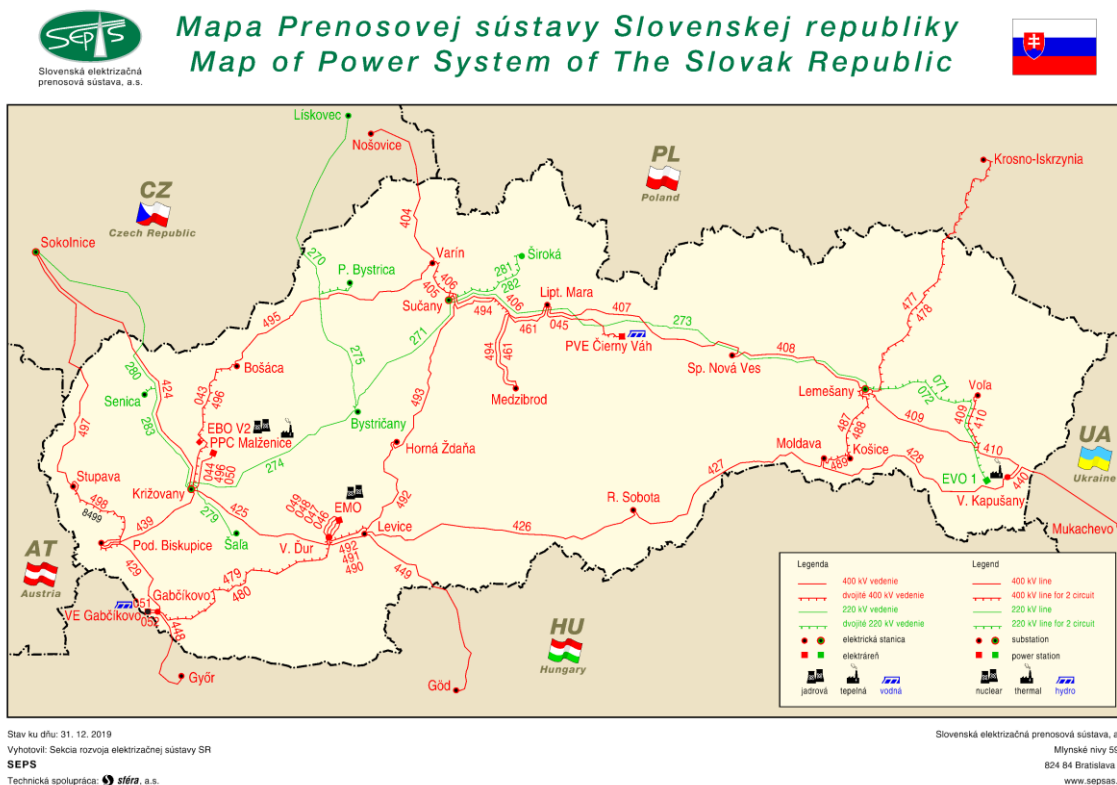 SEPS
Slovenská elektrizačná
prenosová sústava, a.s.
Mapa Prenosovej sústavy Slovenskej republiky
Map of Power System of The Slovak Republic
Lískovec
Nošovice
PL
Poland
Krosno-Iskrzynia
CZ
Czech Republic
Sokolnice
404
270
Varín
281
282
Široká
P. Bystrica
406
405
Sučany
494
406
Lipt. Mara
407
461
045
273
477
478
495
271
PVE Čierny Váh
408
Sp. Nová Ves
275
494
461
Bošáca
280
424
043
496
Senica
283
493
Medzibrod
Lemešany
071
072
Voľa
409
410
409
497
EBO V2
PPC Malženice
Bystričany
487
488
Horná Ždaňa
Moldava
Košice
410
UA
Ukraine
044
496
050
274
489
428
427
EVO 1
440
V. Kapušany
Stupava
Križovany
498
8499
492
049
048
047
046
EMO
R. Sobota
439
279
425
Levice
426
Mukachevo
Šaľa
V. Ďur
492
491
490
Pod. Biskupice
AT
Austria
429
479
480
449
Gabčíkovo
051
VE Gabčíkovo
052
448
HU
Hungary
Győr
Göd
Legenda
400 kV vedenie
dvojité 400 kV vedenie
220 kV vedenie
dvojité 220 kV vedenie
elektrická stanica
elektráreň
jadrová
tepelná
vodná
Legend
400 kV line
400 kV line for 2 circuit
220 kV line
220 kV line for 2 circuit
substation
power station
nuclear
thermal
hydro
Stav ku dňu: 31. 12. 2019
Vyhotovil: Sekcia rozvoja elektrizačnej sústavy SR
SEPS
Technická spolupráca: sféra, a.s.
Slovenská elektrizačná prenosová sústava, a
Mlynské nivy 59
824 84 Bratislava
www.sepsas.